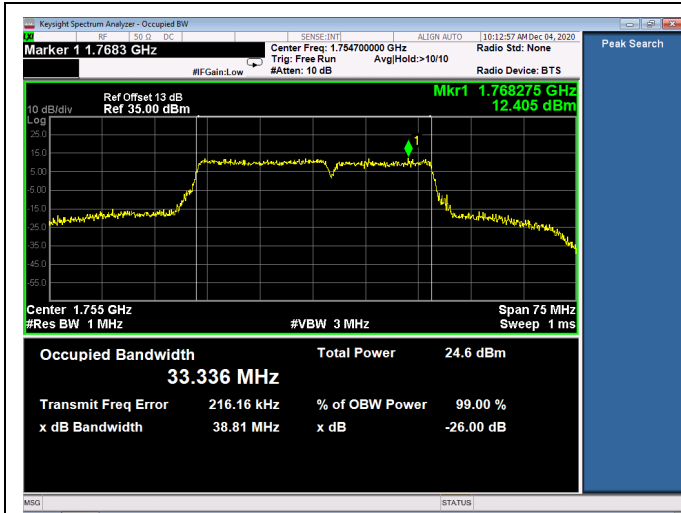 Keysight Spectrum Analyzer - Occupied BW
LXI RF 50 Ω DC SENSE:INT ALIGN AUTO 10:12:57 AM Dec 04, 2020
Marker 1 1.7683 GHz
Center Freq: 1.754700000 GHz Radio Std: None
Trig: Free Run Avg|Hold:>10/10
#IFGain:Low #Atten: 10 dB Radio Device: BTS
Peak Search
Ref Offset 13 dB Mkr1 1.768275 GHz
10 dB/div Ref 35.00 dBm 12.405 dBm
Log
25.0
15.0
5.00
-5.00
-15.0
-25.0
-35.0
-45.0
-55.0
1
Center 1.755 GHz Span 75 MHz
#Res BW 1 MHz #VBW 3 MHz Sweep 1 ms
Occupied Bandwidth Total Power 24.6 dBm
33.336 MHz
Transmit Freq Error 216.16 kHz % of OBW Power 99.00 %
x dB Bandwidth 38.81 MHz x dB -26.00 dB
MSG STATUS